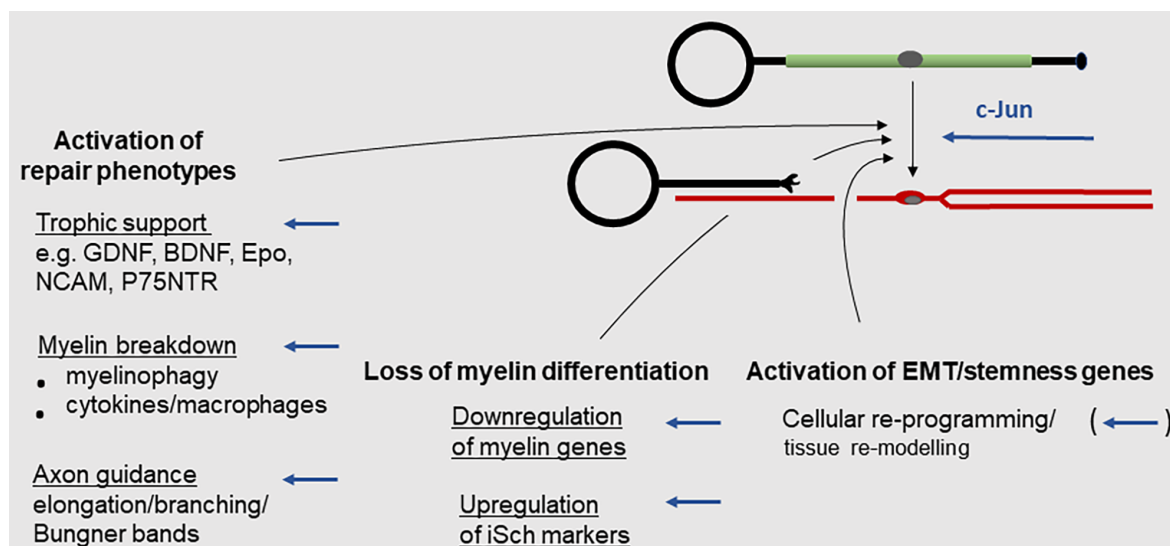 c-Jun
Activation of
repair phenotypes
Trophic support
e.g. GDNF, BDNF, Epo,
NCAM, P75NTR
Myelin breakdown
• myelinophagy
• cytokines/macrophages
Axon guidance
elongation/branching/
Bungner bands
Loss of myelin differentiation
Downregulation
of myelin genes
Upregulation
of iSch markers
Activation of EMT/stemness genes
Cellular re-programming/ ( )
tissue re-modelling